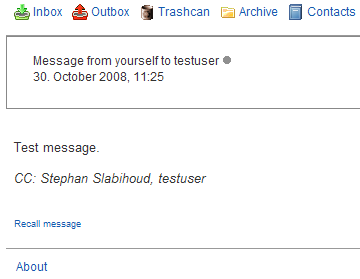 Inbox Outbox Trashcan Archive Contacts
Message from yourself to testuser
30. October 2008, 11:25
Test message.
CC: Stephan Slabihoud, testuser
Recall message
About